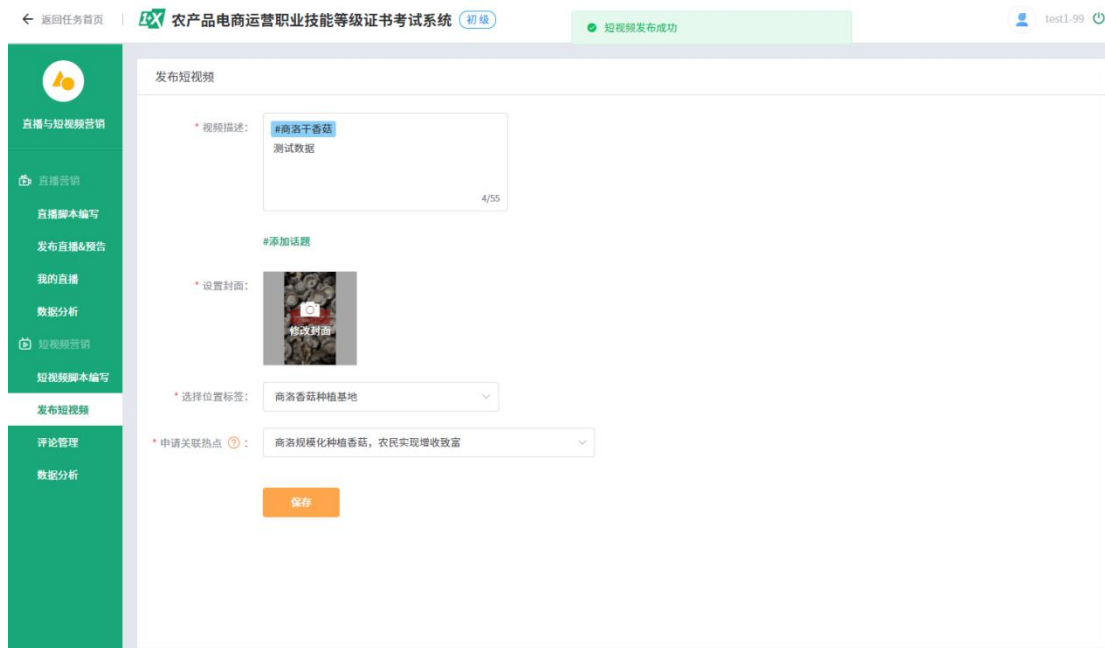 返回任务首页
农产品电商运营职业技能等级证书考试系统 初级
短视频发布成功
test1-99
直播与短视频营销
直播营销
直播脚本编写
发布直播&预告
我的直播
数据分析
短视频营销
短视频脚本编写
发布短视频
评论管理
数据分析
发布短视频
* 视频描述：
#商洛干香菇
测试数据
4/55
#添加话题
* 设置封面：
修改封面
* 选择位置标签：
商洛香菇种植基地
* 申请关联热点 ? ：
商洛规模化种植香菇，农民实现增收致富
保存